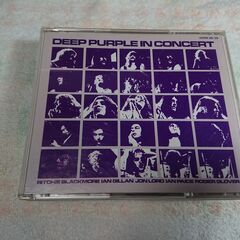 DEEP PURPLE IN CONCERT
RITCHIE BLACKMORE IAN GILLAN JON LORD IAN PAICE ROGER GLOVER